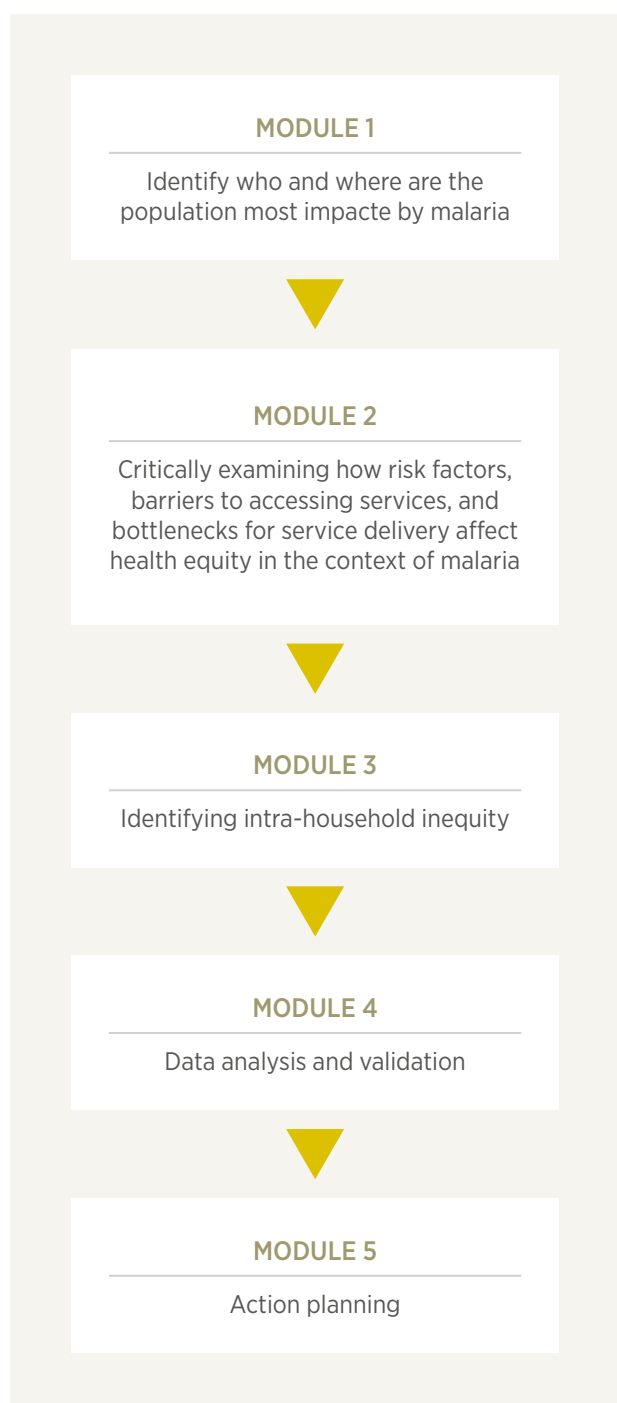 MODULE 1
Identify who and where are the
population most impacte by malaria
MODULE 2
Critically examining how risk factors,
barriers to accessing services, and
bottlenecks for service delivery affect
health equity in the context of malaria
MODULE 3
Identifying intra-household inequity
MODULE 4
Data analysis and validation
MODULE 5
Action planning